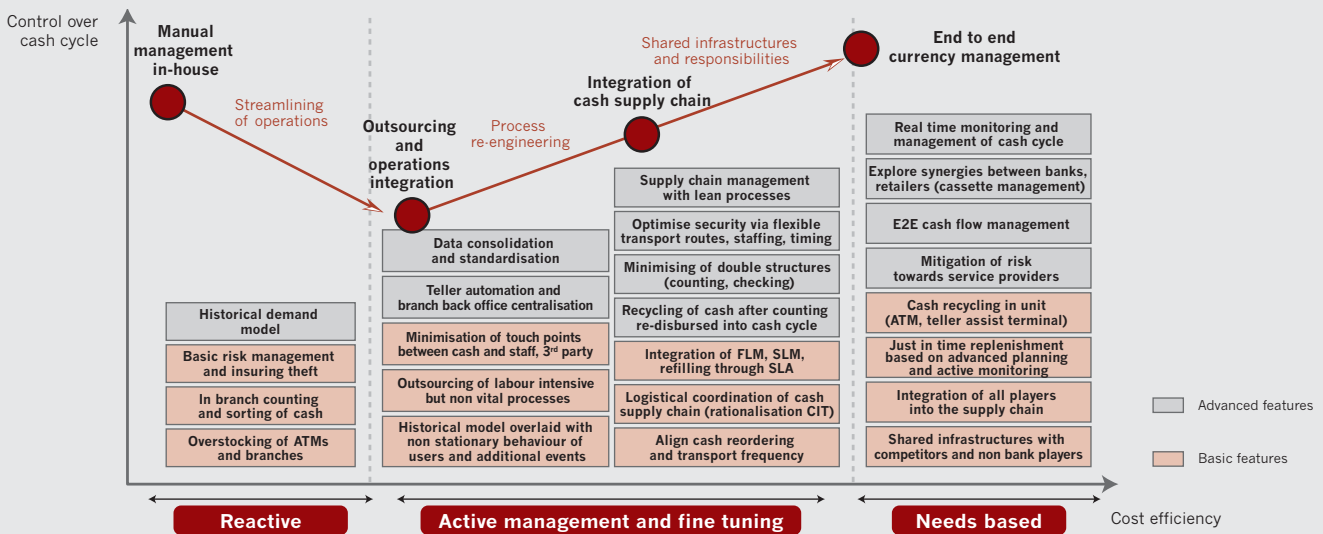 Control over
cash cycle
Manual
management
in-house
Streamlining
of operations
Outsourcing
and
operations
integration
Process
re-engineering
Integration of
cash supply chain
Shared infrastructures
and responsibilities
End to end
currency management
Historical demand
model
Basic risk management
and insuring theft
In branch counting
and sorting of cash
Overstocking of ATMs
and branches
Data consolidation
and standardisation
Teller automation and
branch back office centralisation
Minimisation of touch points
between cash and staff, 3rd party
Outsourcing of labour intensive
but non vital processes
Historical model overlaid with
non stationary behaviour of
users and additional events
Supply chain management
with lean processes
Optimise security via flexible
transport routes, staffing, timing
Minimising of double structures
(counting, checking)
Recycling of cash after counting
re-disbursed into cash cycle
Integration of FLM, SLM,
refilling through SLA
Logistical coordination of cash
supply chain (rationalisation CIT)
Align cash reordering
and transport frequency
Real time monitoring and
management of cash cycle
Explore synergies between banks,
retailers (cassette management)
E2E cash flow management
Mitigation of risk
towards service providers
Cash recycling in unit
(ATM, teller assist terminal)
Just in time replenishment
based on advanced planning
and active monitoring
Integration of all players
into the supply chain
Shared infrastructures with
competitors and non bank players
Advanced features
Basic features
Reactive
Active management and fine tuning
Needs based
Cost efficiency